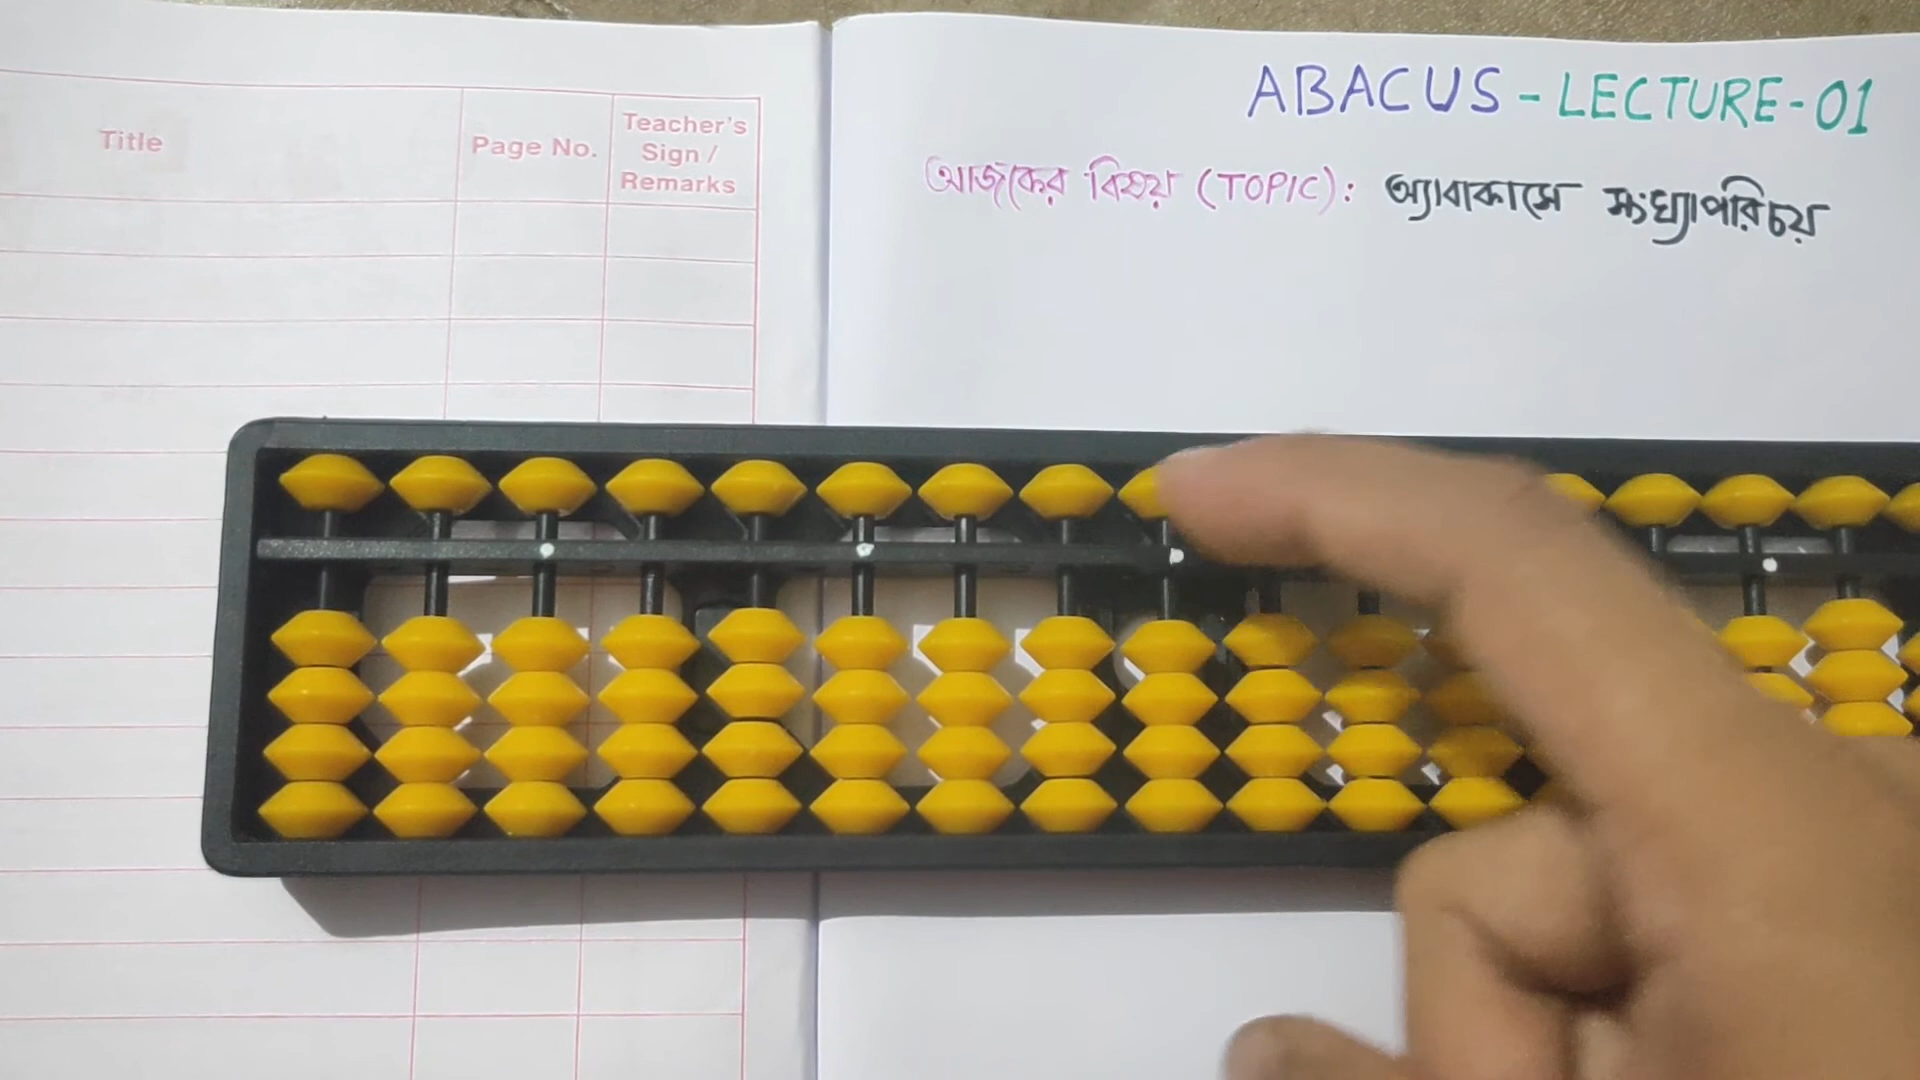 Title
Page No.
Teacher's
Sign /
Remarks
ABACUS - LECTURE - 01
আজকের বিষয় (TOPIC): অ্যাবাকাসে সংখ্যাপরিচয়